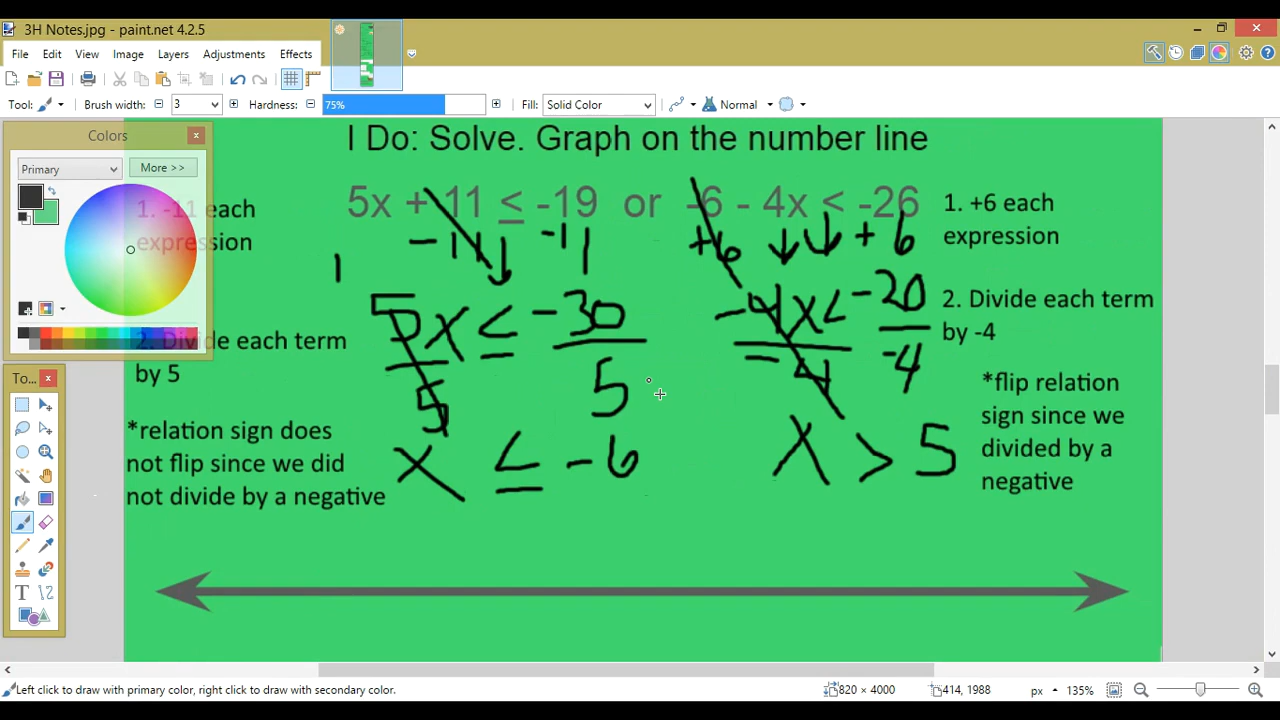 3H Notes.jpg - paint.net 4.2.5
File Edit View Image Layers Adjustments Effects
Tool: Brush width: 3 Hardness: 75% Fill: Solid Color Normal
Colors
Primary More >>
I Do: Solve. Graph on the number line
5x + 11 ≤ -19 or -6 - 4x < -26
1. -11 each
expression
1. +6 each
expression
-11 -11 +6 +6
1
5x ≤ -30 -4x < -20
5 5 -4 -4
2. Divide each term
by 5
2. Divide each term
by -4
*relation sign does
not flip since we did
not divide by a negative
*flip relation
sign since we
divided by a
negative
x ≤ -6 x > 5
To...
Left click to draw with primary color, right click to draw with secondary color.
820 × 4000 414, 1988 px 135%